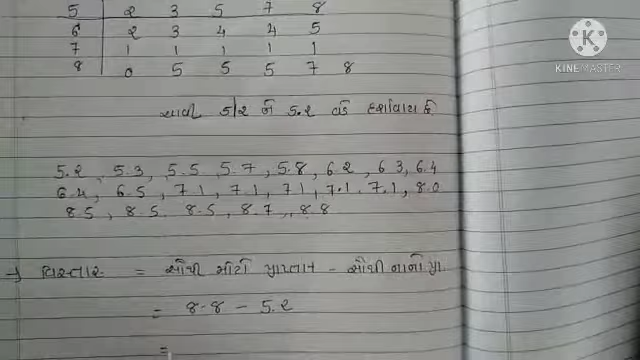 5 | 2 3 5 7 8
6 | 2 3 4 4 5
7 | 1 1 1 1 1
8 | 0 5 5 5 7 8
KINEMASTER
5|2 ને 5.2 વડે દર્શાવાય છે
5.2, 5.3, 5.5, 5.7, 5.8, 6.2, 6.3, 6.4
6.4, 6.5, 7.1, 7.1, 7.1, 7.1, 7.1, 8.0
8.5, 8.5, 8.5, 8.7, 8.8
→ વિસ્તાર = સૌથી મોટો પ્રાપ્તાંક - સૌથી નાનો પ્રા
= 8.8 - 5.2
=